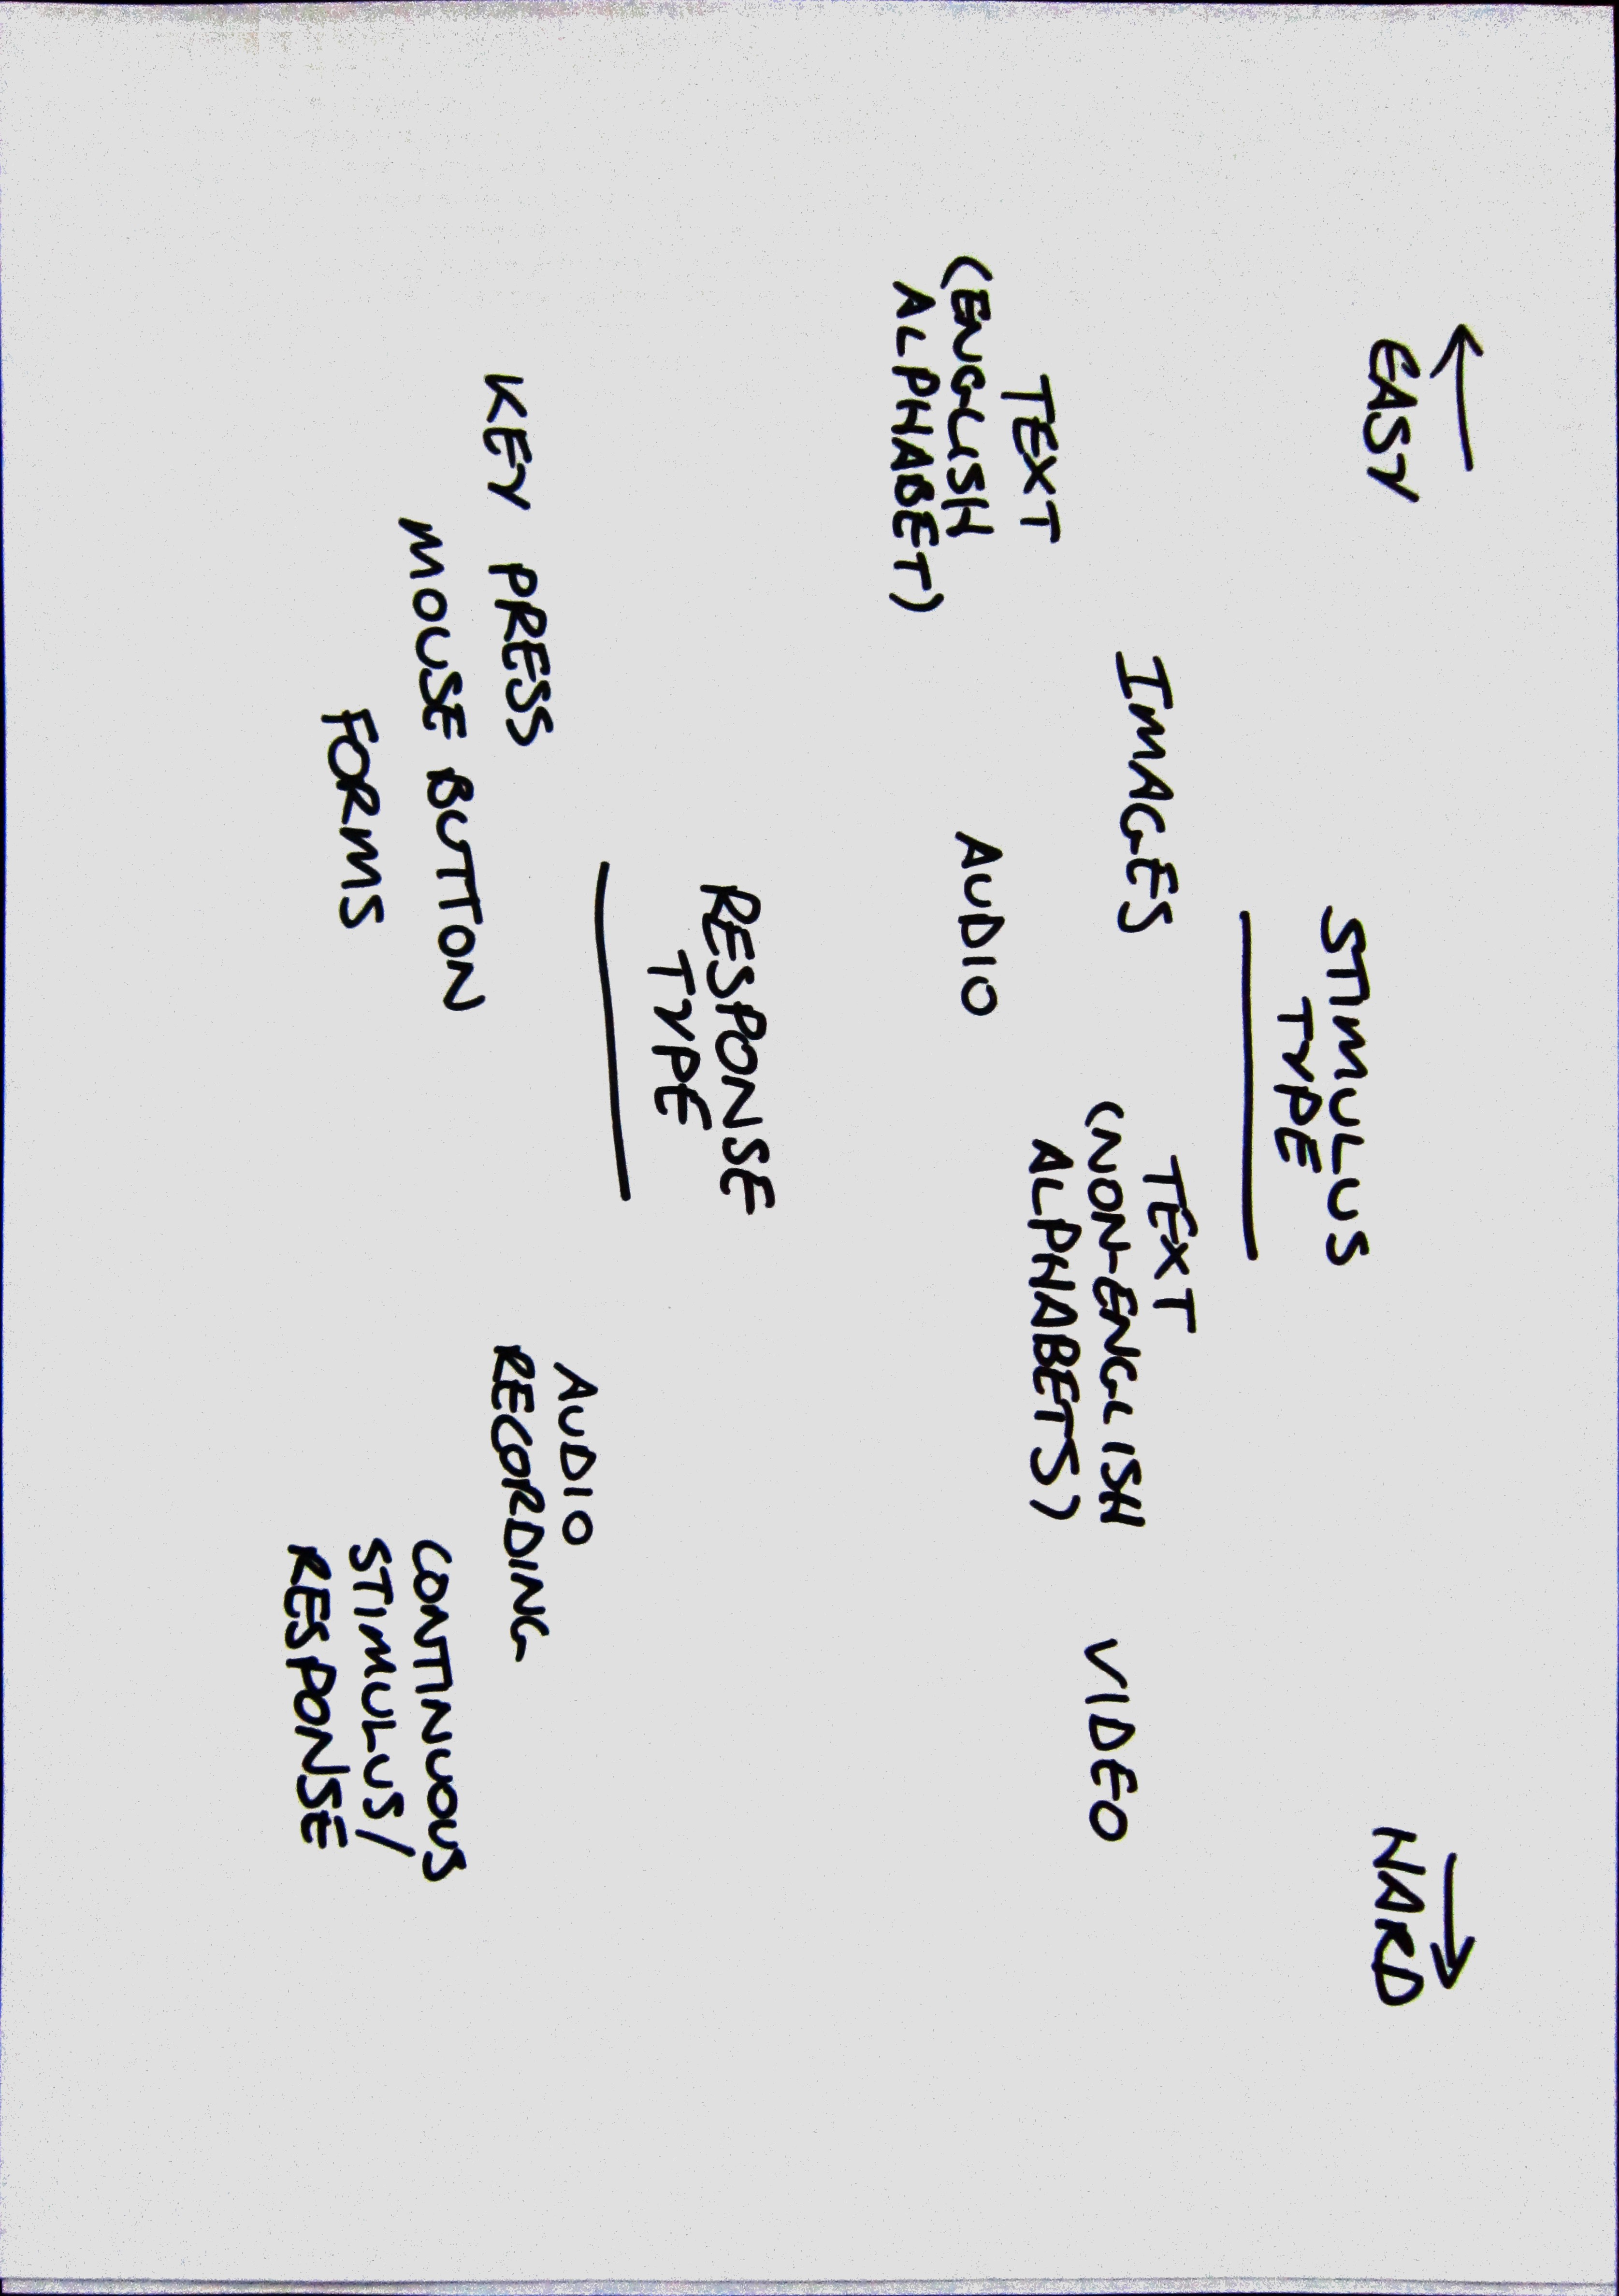 ← EASY
HARD →
STIMULUS
TYPE
IMAGES
TEXT
(NON-ENGLISH
ALPHABETS)
VIDEO
TEXT
(ENGLISH
ALPHABET)
AUDIO
RESPONSE
TYPE
KEY PRESS
MOUSE BUTTON
FORMS
AUDIO
RECORDING
CONTINUOUS
STIMULUS/
RESPONSE